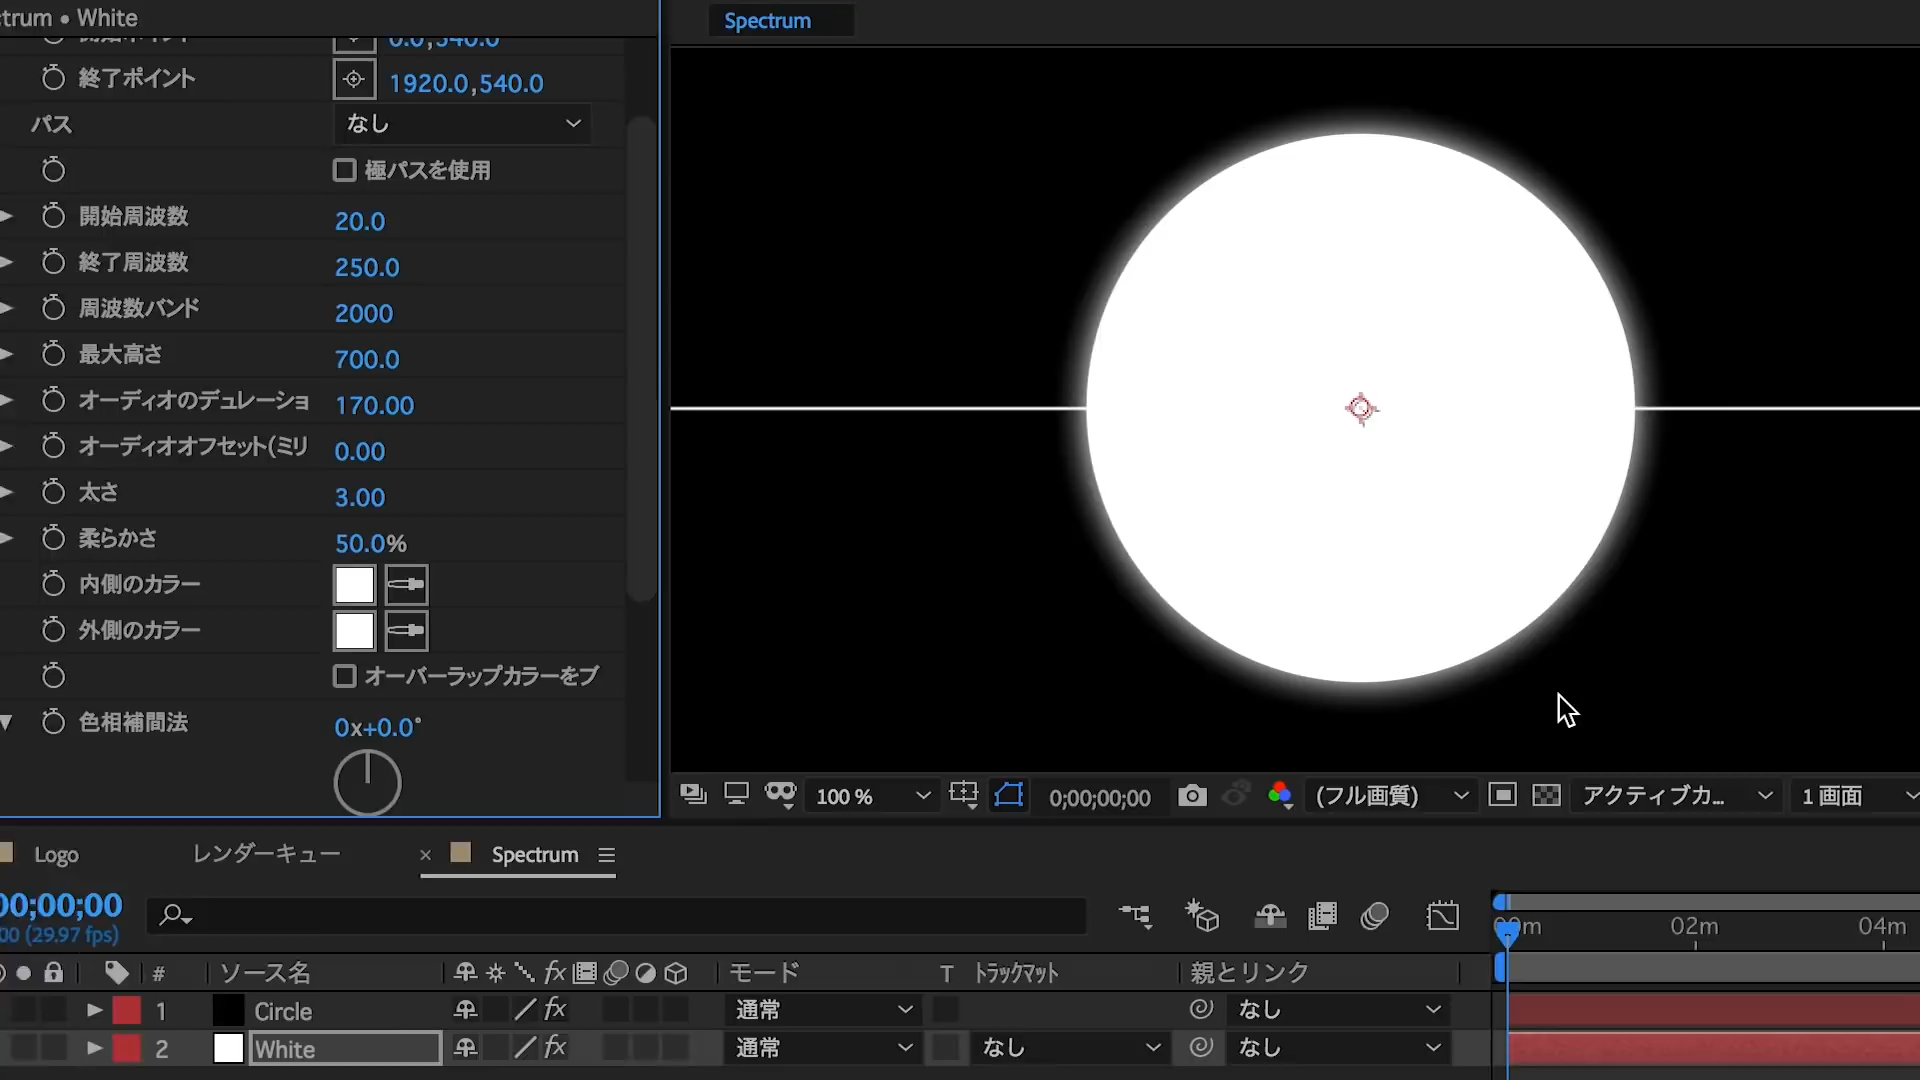 trum • White
Spectrum
0.0,540.0
終了ポイント
1920.0,540.0
パス
なし
極パスを使用
開始周波数
20.0
終了周波数
250.0
周波数バンド
2000
最大高さ
700.0
オーディオのデュレーショ
170.00
オーディオオフセット(ミリ
0.00
太さ
3.00
柔らかさ
50.0%
内側のカラー
外側のカラー
オーバーラップカラーをブ
色相補間法
0x+0.0°
100 %
0;00;00;00
(フル画質)
アクティブカ...
1 画面
Logo
レンダーキュー
× Spectrum
00;00;00
00 (29.97 fps)
02m
04m
# ソース名
fx
モード
T トラックマット
親とリンク
1 Circle
fx
通常
なし
2 White
fx
通常
なし
なし